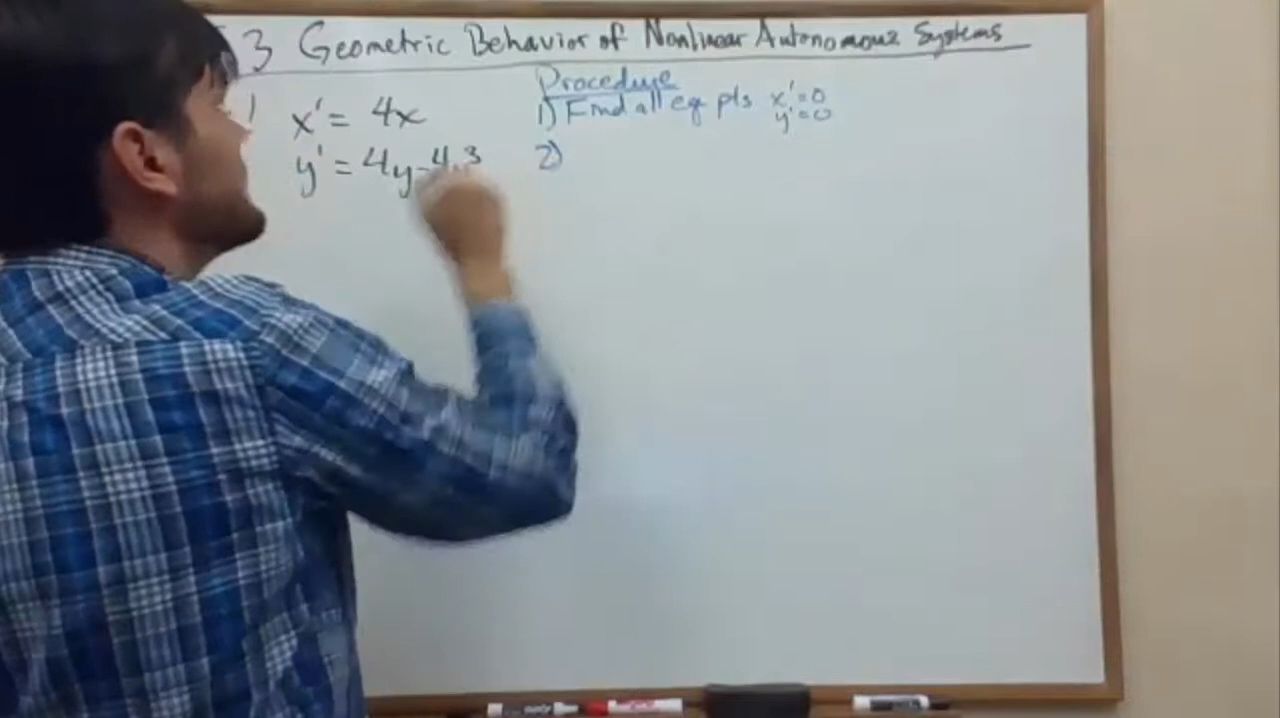 3 Geometric Behavior of Nonlinear Autonomous Systems
Procedure
x' = 4x
1) Find all eq pts x'=0
y'=0
y' = 4y-4 3
2)